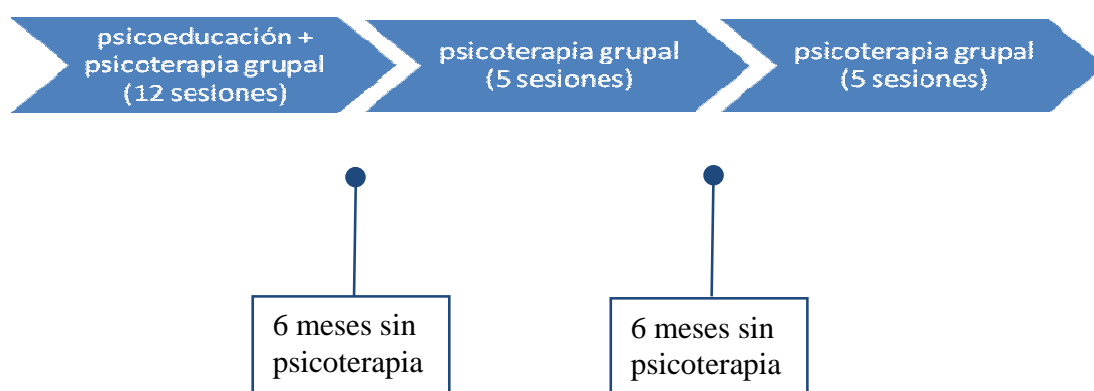 psicoeducación +
psicoterapia grupal
(12 sesiones)
psicoterapia grupal
(5 sesiones)
psicoterapia grupal
(5 sesiones)
6 meses sin
psicoterapia
6 meses sin
psicoterapia